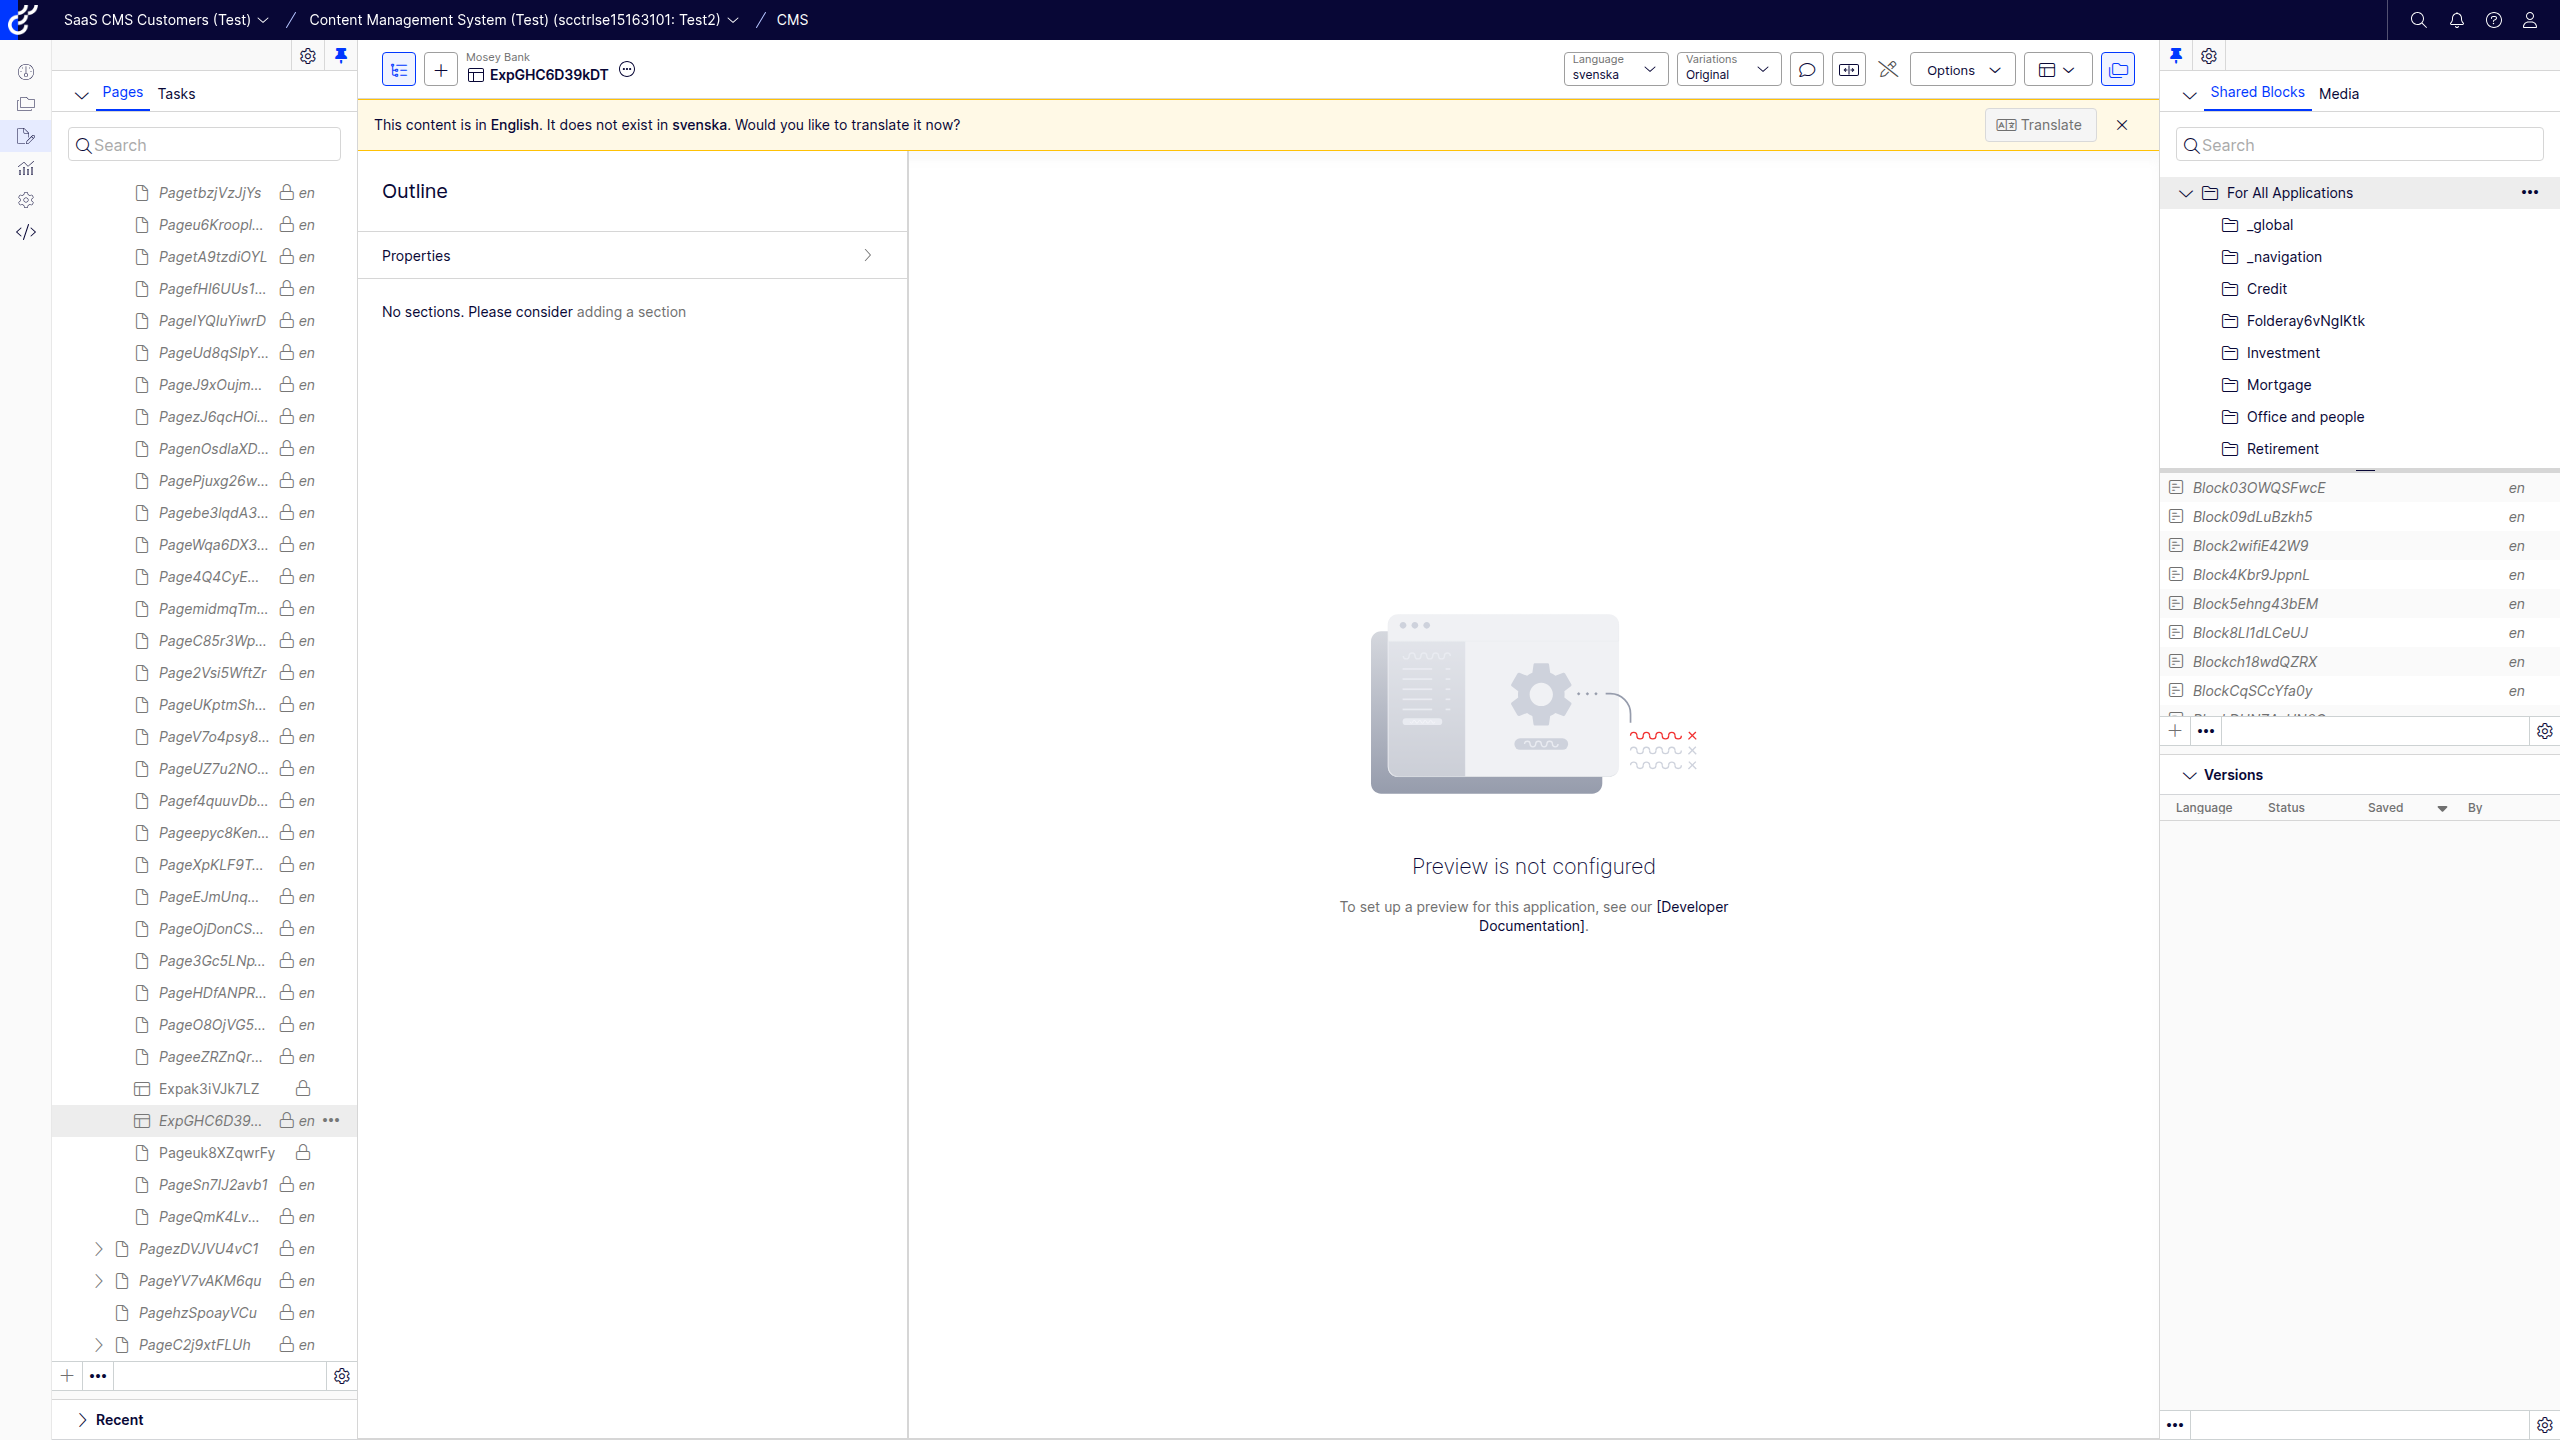 SaaS CMS Customers (Test)
Content Management System (Test) (scctrlse15163101: Test2)
CMS
Pages
Tasks
Search
PagetbzjVzJjYs en
Pageu6Kroopl... en
PagetA9tzdiOYL en
PagefHI6UUs1... en
PageIYQluYiwrD en
PageUd8qSlpY... en
PageJ9xOujm... en
PagezJ6qcHOi... en
PagenOsdlaXD... en
PagePjuxg26w... en
Pagebe3lqdA3... en
PageWqa6DX3... en
Page4Q4CyE... en
PagemidmqTm... en
PageC85r3Wp... en
Page2Vsi5WftZr en
PageUKptmSh... en
PageV7o4psy8... en
PageUZ7u2NO... en
Pagef4quuvDb... en
Pageepyc8Ken... en
PageXpKLF9T... en
PageEJmUnq... en
PageOjDonCS... en
Page3Gc5LNp... en
PageHDfANPR... en
PageO8OjVG5... en
PageeZRZnQr... en
Expak3iVJk7LZ
ExpGHC6D39... en
Pageuk8XZqwrFy
PageSn7IJ2avb1 en
PageQmK4Lv... en
PagezDVJVU4vC1 en
PageYV7vAKM6qu en
PagehzSpoayVCu en
PageC2j9xtFLUh en
Recent
Mosey Bank
ExpGHC6D39kDT
Language
svenska
Variations
Original
Options
This content is in English. It does not exist in svenska. Would you like to translate it now?
Translate
Outline
Properties
No sections. Please consider adding a section
Preview is not configured
To set up a preview for this application, see our [Developer
Documentation].
Shared Blocks
Media
Search
For All Applications
_global
_navigation
Credit
Folderay6vNglKtk
Investment
Mortgage
Office and people
Retirement
Block03OWQSFwcE en
Block09dLuBzkh5 en
Block2wifiE42W9 en
Block4Kbr9JppnL en
Block5ehng43bEM en
Block8Ll1dLCeUJ en
Blockch18wdQZRX en
BlockCqSCcYfa0y en
Versions
Language Status Saved By